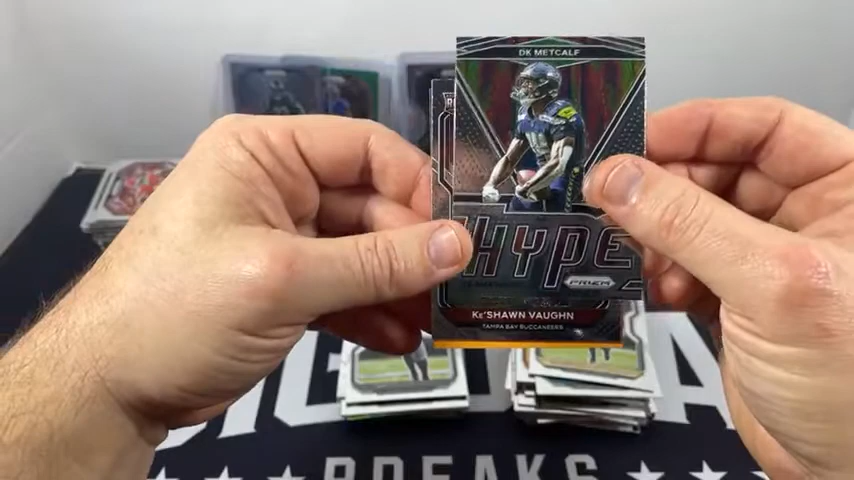 DK METCALF
HYPE
PRIZM
KE'SHAWN VAUGHN
TAMPA BAY BUCCANEERS
BREAKS